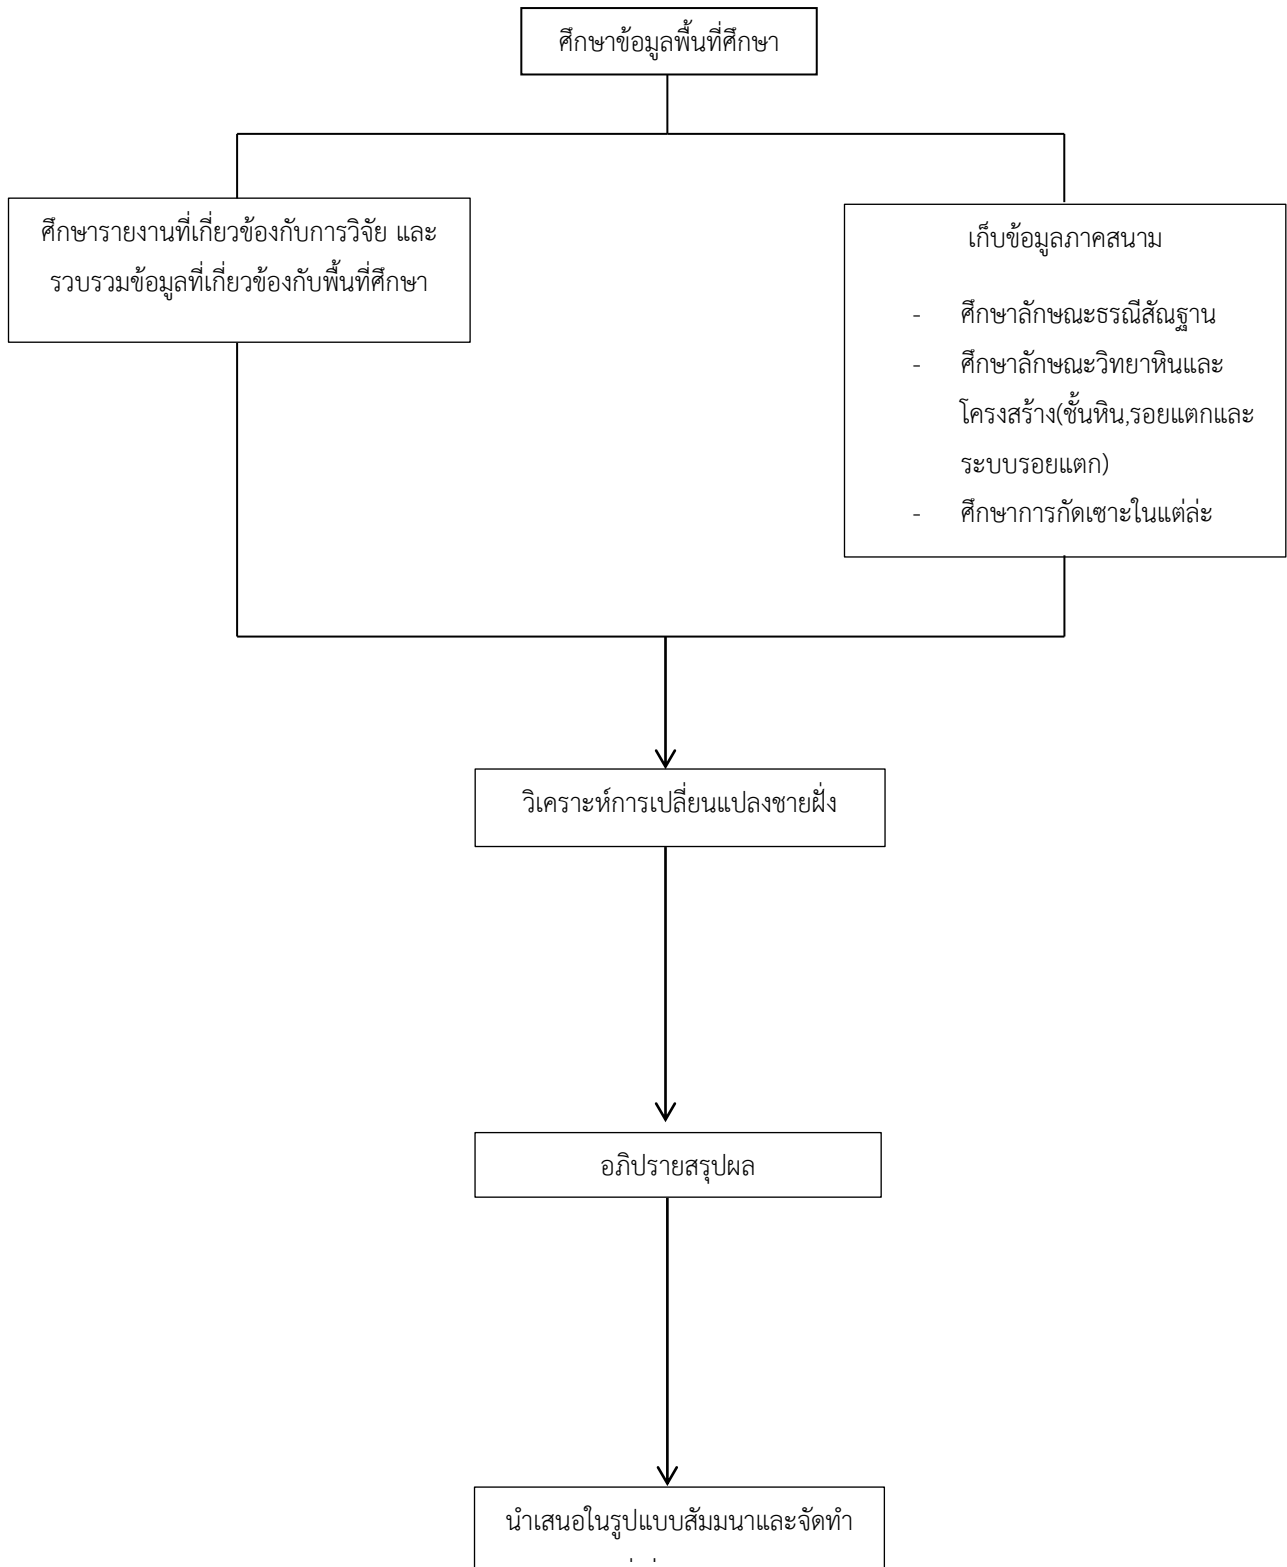 ศึกษาข้อมูลพื้นที่ศึกษา
ศึกษารายงานที่เกี่ยวข้องกับการวิจัย และ
รวบรวมข้อมูลที่เกี่ยวข้องกับพื้นที่ศึกษา
เก็บข้อมูลภาคสนาม
- ศึกษาลักษณะธรณีสัณฐาน
- ศึกษาลักษณะวิทยาหินและ
โครงสร้าง(ชั้นหิน,รอยแตกและ
ระบบรอยแตก)
- ศึกษาการกัดเซาะในแต่ล่ะ
วิเคราะห์การเปลี่ยนแปลงชายฝั่ง
อภิปรายสรุปผล
นำเสนอในรูปแบบสัมมนาและจัดทำ